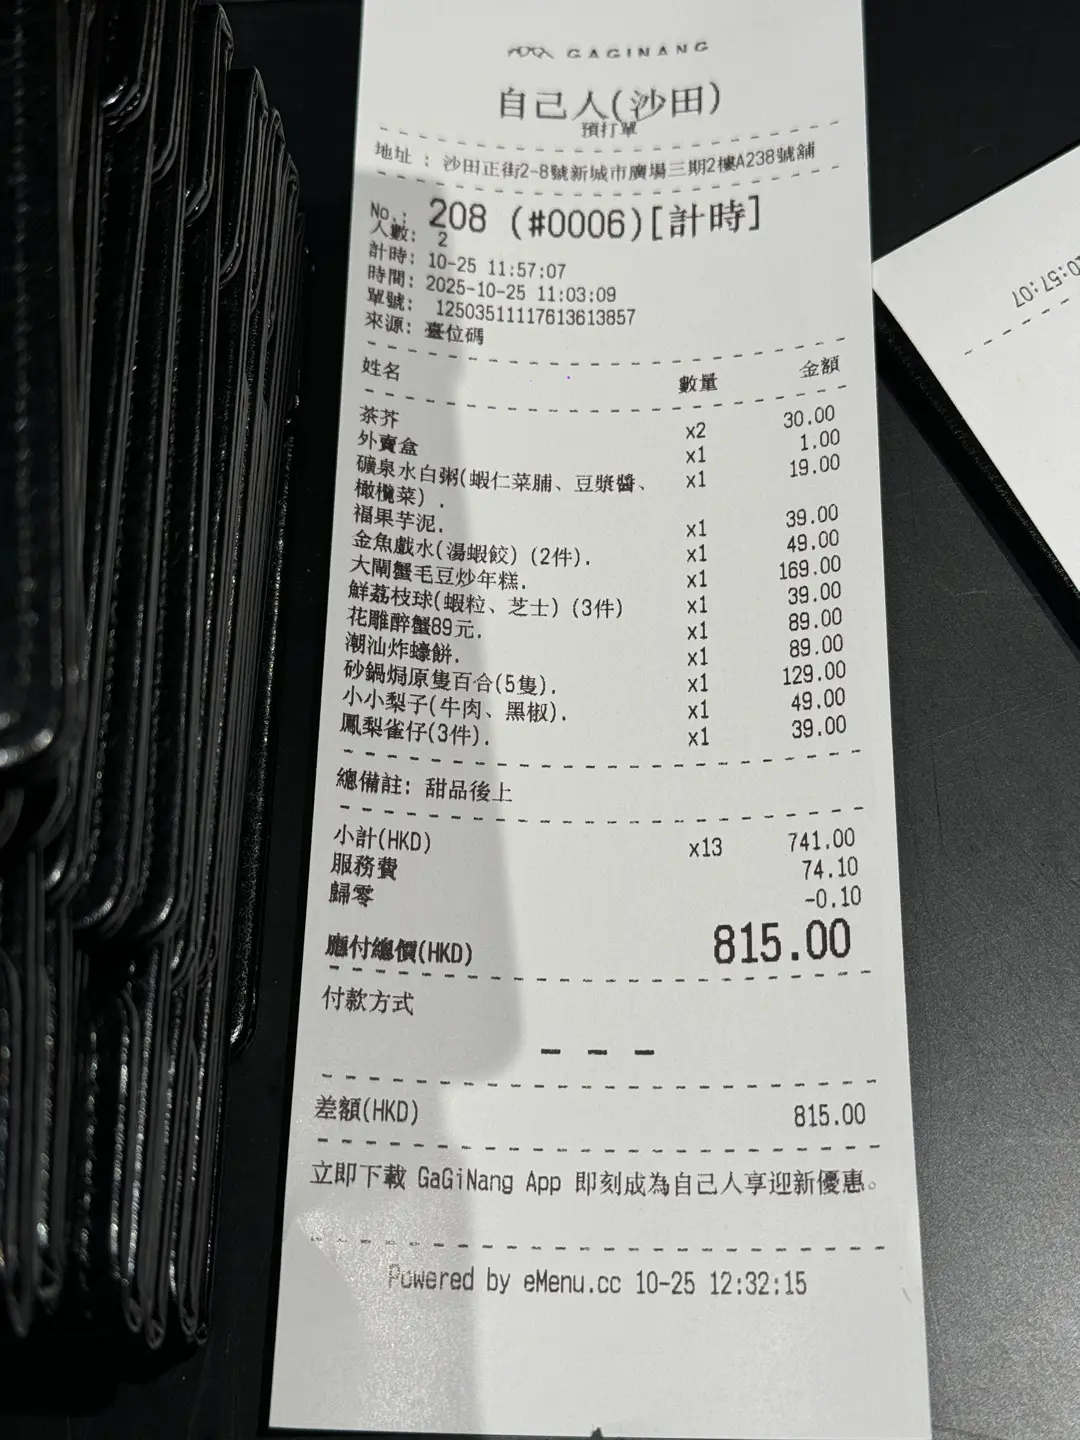 GAGINANG
自己人(沙田)
預打單
地址 : 沙田正街2-8號新城市廣場三期2樓A238號舖
No.: 208 (#0006)[計時]
人數: 2
計時: 10-25 11:57:07
時間: 2025-10-25 11:03:09
單號: 12503511117613613857
來源: 臺位碼
姓名 數量 金額
茶芥 x2 30.00
外賣盒 x1 1.00
礦泉水白粥(蝦仁菜脯、豆漿醬、 x1 19.00
橄欖菜).
福果芋泥. x1 39.00
金魚戲水(湯蝦餃) (2件). x1 49.00
大閘蟹毛豆炒年糕. x1 169.00
鮮荔枝球(蝦粒、芝士) (3件) x1 39.00
花雕醉蟹89元. x1 89.00
潮汕炸蠔餅. x1 89.00
砂鍋焗原隻百合(5隻). x1 129.00
小小梨子(牛肉、黑椒). x1 49.00
鳳梨雀仔(3件). x1 39.00
總備註: 甜品後上
小計(HKD) x13 741.00
服務費 74.10
歸零 -0.10
應付總價(HKD) 815.00
付款方式
- - -
差額(HKD) 815.00
立即下載 GaGiNang App 即刻成為自己人享迎新優惠。
Powered by eMenu.cc 10-25 12:32:15
0:57:07